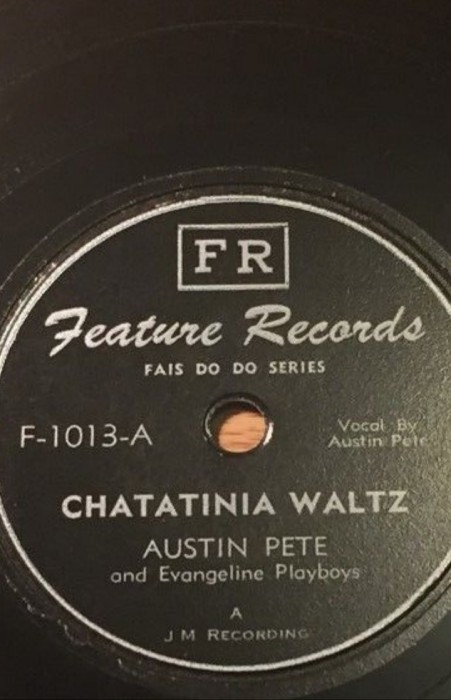 FR
Feature Records
FAIS DO DO SERIES
F-1013-A
Vocal By
Austin Pete
CHATATINIA WALTZ
AUSTIN PETE
and Evangeline Playboys
A
J M RECORDING